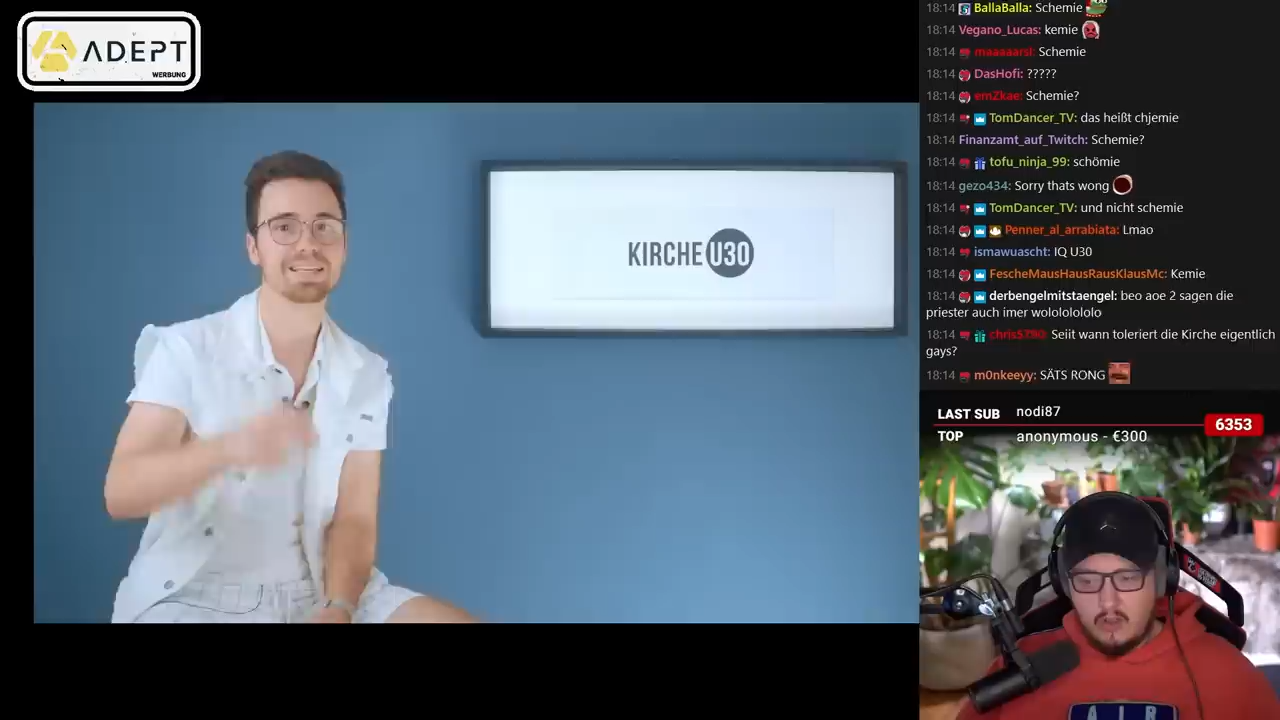 ADEPT
WERBUNG
KIRCHE U30
18:14 BallaBalla: Schemie
18:14 Vegano_Lucas: kemie
18:14 maaaaarsl: Schemie
18:14 DasHofi: ?????
18:14 emZkae: Schemie?
18:14 TomDancer_TV: das heißt chjemie
18:14 Finanzamt_auf_Twitch: Schemie?
18:14 tofu_ninja_99: schömie
18:14 gezo434: Sorry thats wong
18:14 TomDancer_TV: und nicht schemie
18:14 Penner_al_arrabiata: Lmao
18:14 ismawuascht: IQ U30
18:14 FescheMausHausRausKlausMc: Kemie
18:14 derbengelmitstaengel: beo aoe 2 sagen die
priester auch imer wolololololo
18:14 chris5790: Seiit wann toleriert die Kirche eigentlich
gays?
18:14 m0nkeeyy: SÄTS RONG
LAST SUB nodi87
6353
TOP anonymous - €300
AIR